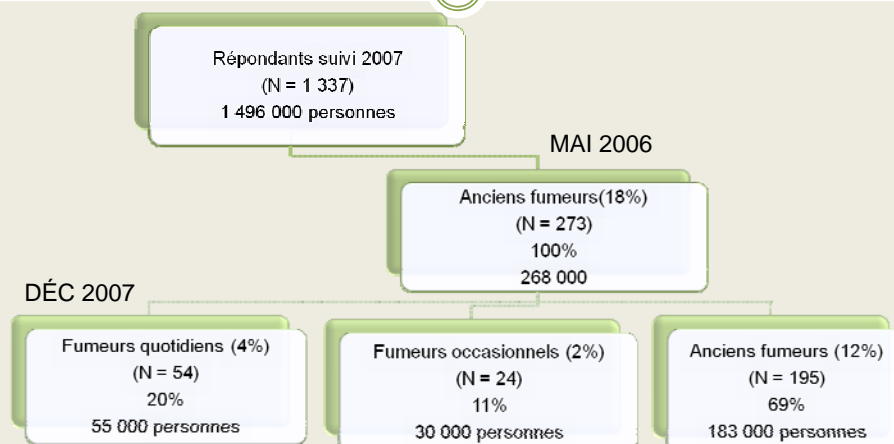 Répondants suivi 2007
(N = 1 337)
1 496 000 personnes
MAI 2006
Anciens fumeurs(18%)
(N = 273)
100%
268 000
DÉC 2007
Fumeurs quotidiens (4%)
(N = 54)
20%
55 000 personnes
Fumeurs occasionnels (2%)
(N = 24)
11%
30 000 personnes
Anciens fumeurs (12%)
(N = 195)
69%
183 000 personnes